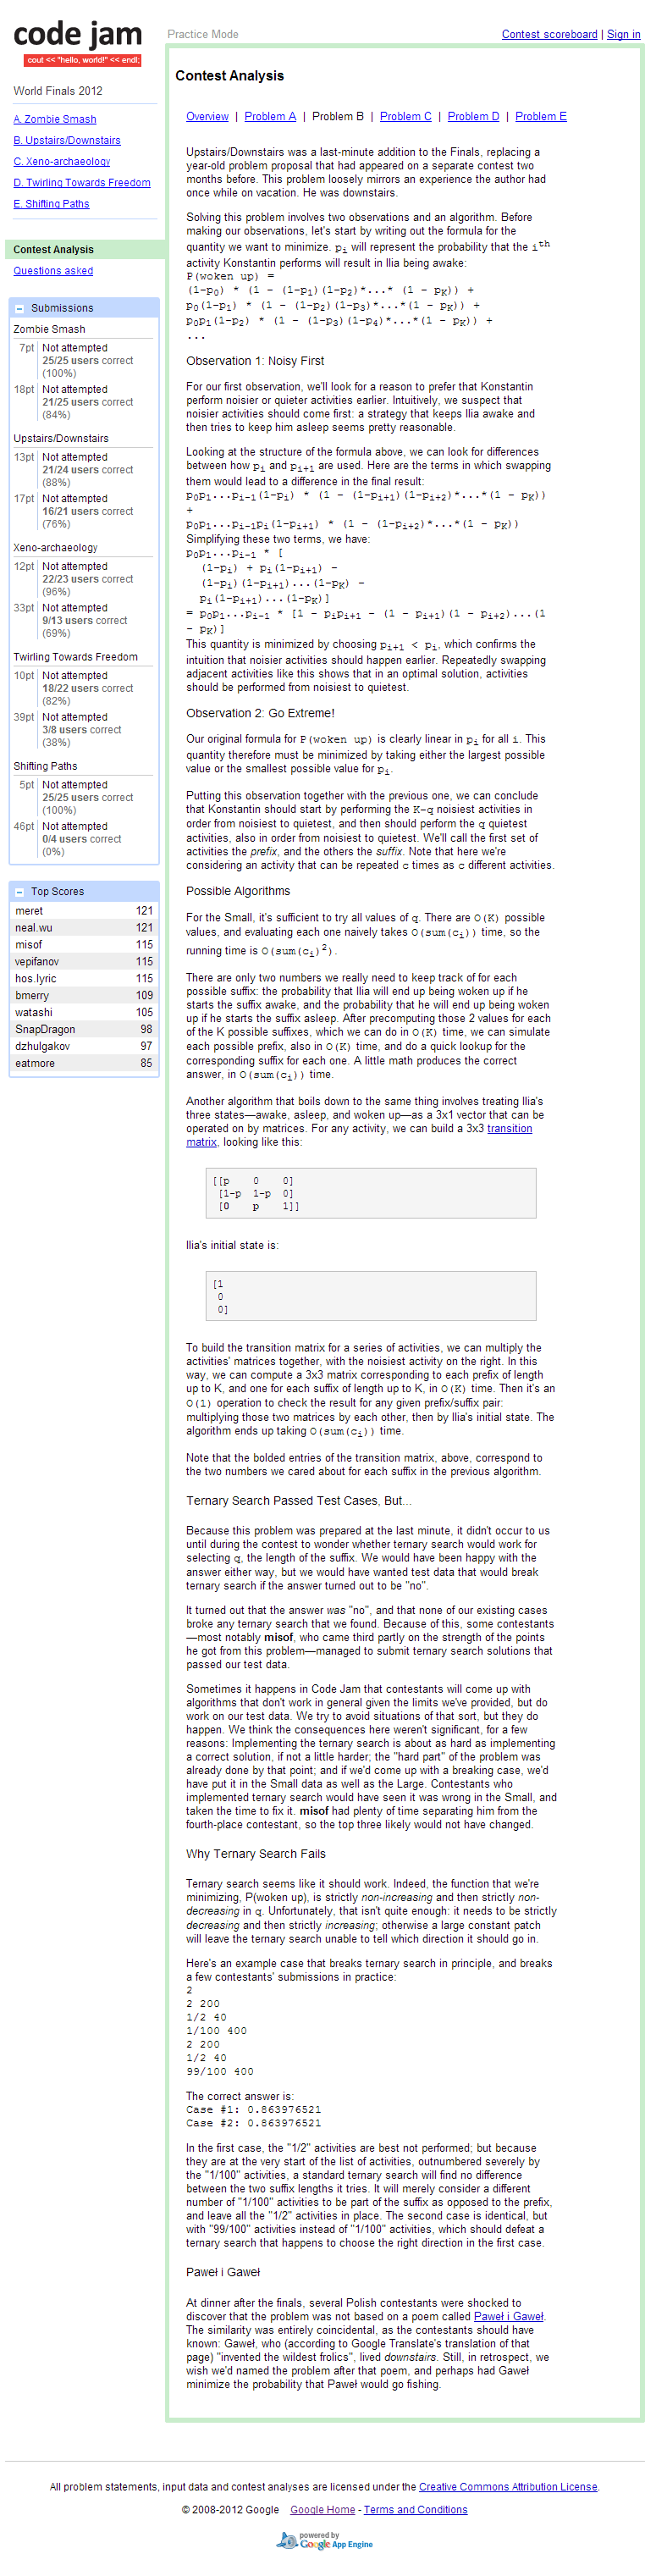 code jam
cout << "hello, world!" << endl;
Practice Mode
Contest scoreboard | Sign in
World Finals 2012
A. Zombie Smash
B. Upstairs/Downstairs
C. Xeno-archaeology
D. Twirling Towards Freedom
E. Shifting Paths
Contest Analysis
Questions asked
Submissions
Zombie Smash
7pt Not attempted
25/25 users correct
(100%)
18pt Not attempted
21/25 users correct
(84%)
Upstairs/Downstairs
13pt Not attempted
21/24 users correct
(88%)
17pt Not attempted
16/21 users correct
(76%)
Xeno-archaeology
12pt Not attempted
22/23 users correct
(96%)
33pt Not attempted
9/13 users correct
(69%)
Twirling Towards Freedom
10pt Not attempted
18/22 users correct
(82%)
39pt Not attempted
3/8 users correct
(38%)
Shifting Paths
5pt Not attempted
25/25 users correct
(100%)
46pt Not attempted
0/4 users correct
(0%)
Top Scores
meret 121
neal.wu 121
misof 115
vepifanov 115
hos.lyric 115
bmerry 109
watashi 105
SnapDragon 98
dzhulgakov 97
eatmore 85
Contest Analysis
Overview | Problem A | Problem B | Problem C | Problem D | Problem E
Upstairs/Downstairs was a last-minute addition to the Finals, replacing a
year-old problem proposal that had appeared on a separate contest two
months before. This problem loosely mirrors an experience the author had
once while on vacation. He was downstairs.
Solving this problem involves two observations and an algorithm. Before
making our observations, let's start by writing out the formula for the
quantity we want to minimize. pi will represent the probability that the ith
activity Konstantin performs will result in Ilia being awake:
P(woken up) =
(1-p0) * (1 - (1-p1)(1-p2)*...* (1 - pK)) +
p0(1-p1) * (1 - (1-p2)(1-p3)*...*(1 - pK)) +
p0p1(1-p2) * (1 - (1-p3)(1-p4)*...*(1 - pK)) +
...
Observation 1: Noisy First
For our first observation, we'll look for a reason to prefer that Konstantin
perform noisier or quieter activities earlier. Intuitively, we suspect that
noisier activities should come first: a strategy that keeps Ilia awake and
then tries to keep him asleep seems pretty reasonable.
Looking at the structure of the formula above, we can look for differences
between how pi and pi+1 are used. Here are the terms in which swapping
them would lead to a difference in the final result:
p0p1...pi-1(1-pi) * (1 - (1-pi+1)(1-pi+2)*...*(1 - pK))
+
p0p1...pi-1pi(1-pi+1) * (1 - (1-pi+2)*...*(1 - pK))
Simplifying these two terms, we have:
p0p1...pi-1 * [
(1-pi) + pi(1-pi+1) -
(1-pi)(1-pi+1)...(1-pK) -
pi(1-pi+1)...(1-pK)]
= p0p1...pi-1 * [1 - pipi+1 - (1 - pi+1)(1 - pi+2)...(1
- pK)]
This quantity is minimized by choosing pi+1 < pi, which confirms the
intuition that noisier activities should happen earlier. Repeatedly swapping
adjacent activities like this shows that in an optimal solution, activities
should be performed from noisiest to quietest.
Observation 2: Go Extreme!
Our original formula for P(woken up) is clearly linear in pi for all i. This
quantity therefore must be minimized by taking either the largest possible
value or the smallest possible value for pi.
Putting this observation together with the previous one, we can conclude
that Konstantin should start by performing the K-q noisiest activities in
order from noisiest to quietest, and then should perform the q quietest
activities, also in order from noisiest to quietest. We'll call the first set of
activities the prefix, and the others the suffix. Note that here we're
considering an activity that can be repeated c times as c different activities.
Possible Algorithms
For the Small, it's sufficient to try all values of q. There are O(K) possible
values, and evaluating each one naively takes O(sum(ci)) time, so the
running time is O(sum(ci)2).
There are only two numbers we really need to keep track of for each
possible suffix: the probability that Ilia will end up being woken up if he
starts the suffix awake, and the probability that he will end up being woken
up if he starts the suffix asleep. After precomputing those 2 values for each
of the K possible suffixes, which we can do in O(K) time, we can simulate
each possible prefix, also in O(K) time, and do a quick lookup for the
corresponding suffix for each one. A little math produces the correct
answer, in O(sum(ci)) time.
Another algorithm that boils down to the same thing involves treating Ilia's
three states—awake, asleep, and woken up—as a 3x1 vector that can be
operated on by matrices. For any activity, we can build a 3x3 transition
matrix, looking like this:
[[p 0 0]
[1-p 1-p 0]
[0 p 1]]
Ilia's initial state is:
[1
0
0]
To build the transition matrix for a series of activities, we can multiply the
activities' matrices together, with the noisiest activity on the right. In this
way, we can compute a 3x3 matrix corresponding to each prefix of length
up to K, and one for each suffix of length up to K, in O(K) time. Then it's an
O(1) operation to check the result for any given prefix/suffix pair:
multiplying those two matrices by each other, then by Ilia's initial state. The
algorithm ends up taking O(sum(ci)) time.
Note that the bolded entries of the transition matrix, above, correspond to
the two numbers we cared about for each suffix in the previous algorithm.
Ternary Search Passed Test Cases, But...
Because this problem was prepared at the last minute, it didn't occur to us
until during the contest to wonder whether ternary search would work for
selecting q, the length of the suffix. We would have been happy with the
answer either way, but we would have wanted test data that would break
ternary search if the answer turned out to be "no".
It turned out that the answer was "no", and that none of our existing cases
broke any ternary search that we found. Because of this, some contestants
—most notably misof, who came third partly on the strength of the points
he got from this problem—managed to submit ternary search solutions that
passed our test data.
Sometimes it happens in Code Jam that contestants will come up with
algorithms that don't work in general given the limits we've provided, but do
work on our test data. We try to avoid situations of that sort, but they do
happen. We think the consequences here weren't significant, for a few
reasons: Implementing the ternary search is about as hard as implementing
a correct solution, if not a little harder; the "hard part" of the problem was
already done by that point; and if we'd come up with a breaking case, we'd
have put it in the Small data as well as the Large. Contestants who
implemented ternary search would have seen it was wrong in the Small, and
taken the time to fix it. misof had plenty of time separating him from the
fourth-place contestant, so the top three likely would not have changed.
Why Ternary Search Fails
Ternary search seems like it should work. Indeed, the function that we're
minimizing, P(woken up), is strictly non-increasing and then strictly non-
decreasing in q. Unfortunately, that isn't quite enough: it needs to be strictly
decreasing and then strictly increasing; otherwise a large constant patch
will leave the ternary search unable to tell which direction it should go in.
Here's an example case that breaks ternary search in principle, and breaks
a few contestants' submissions in practice:
2
2 200
1/2 40
1/100 400
2 200
1/2 40
99/100 400
The correct answer is:
Case #1: 0.863976521
Case #2: 0.863976521
In the first case, the "1/2" activities are best not performed; but because
they are at the very start of the list of activities, outnumbered severely by
the "1/100" activities, a standard ternary search will find no difference
between the two suffix lengths it tries. It will merely consider a different
number of "1/100" activities to be part of the suffix as opposed to the prefix,
and leave all the "1/2" activities in place. The second case is identical, but
with "99/100" activities instead of "1/100" activities, which should defeat a
ternary search that happens to choose the right direction in the first case.
Paweł i Gaweł
At dinner after the finals, several Polish contestants were shocked to
discover that the problem was not based on a poem called Paweł i Gaweł.
The similarity was entirely coincidental, as the contestants should have
known: Gaweł, who (according to Google Translate's translation of that
page) "invented the wildest frolics", lived downstairs. Still, in retrospect, we
wish we'd named the problem after that poem, and perhaps had Gaweł
minimize the probability that Paweł would go fishing.
All problem statements, input data and contest analyses are licensed under the Creative Commons Attribution License.
© 2008-2012 Google Google Home - Terms and Conditions
powered by
Google App Engine